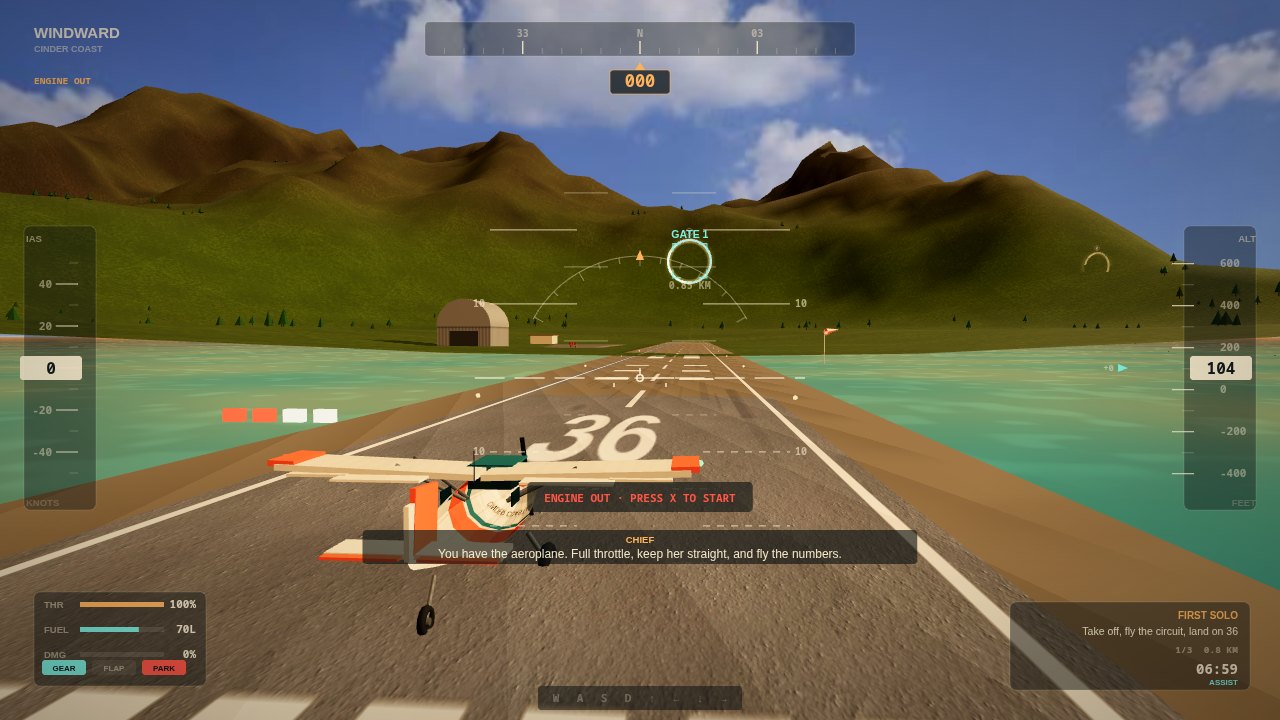 WINDWARD
CINDER COAST
ENGINE OUT
33 N 03
000
GATE 1
0.83 KM
IAS
40
20
0
-20
-40
KNOTS
ALT
600
400
200
+0
104
0
-200
-400
FEET
10 10
36
10 10
ENGINE OUT · PRESS X TO START
CHIEF
You have the aeroplane. Full throttle, keep her straight, and fly the numbers.
THR 100%
FUEL 70L
DMG 0%
GEAR FLAP PARK
FIRST SOLO
Take off, fly the circuit, land on 36
1/3 0.8 KM
06:59
ASSIST
W A S D